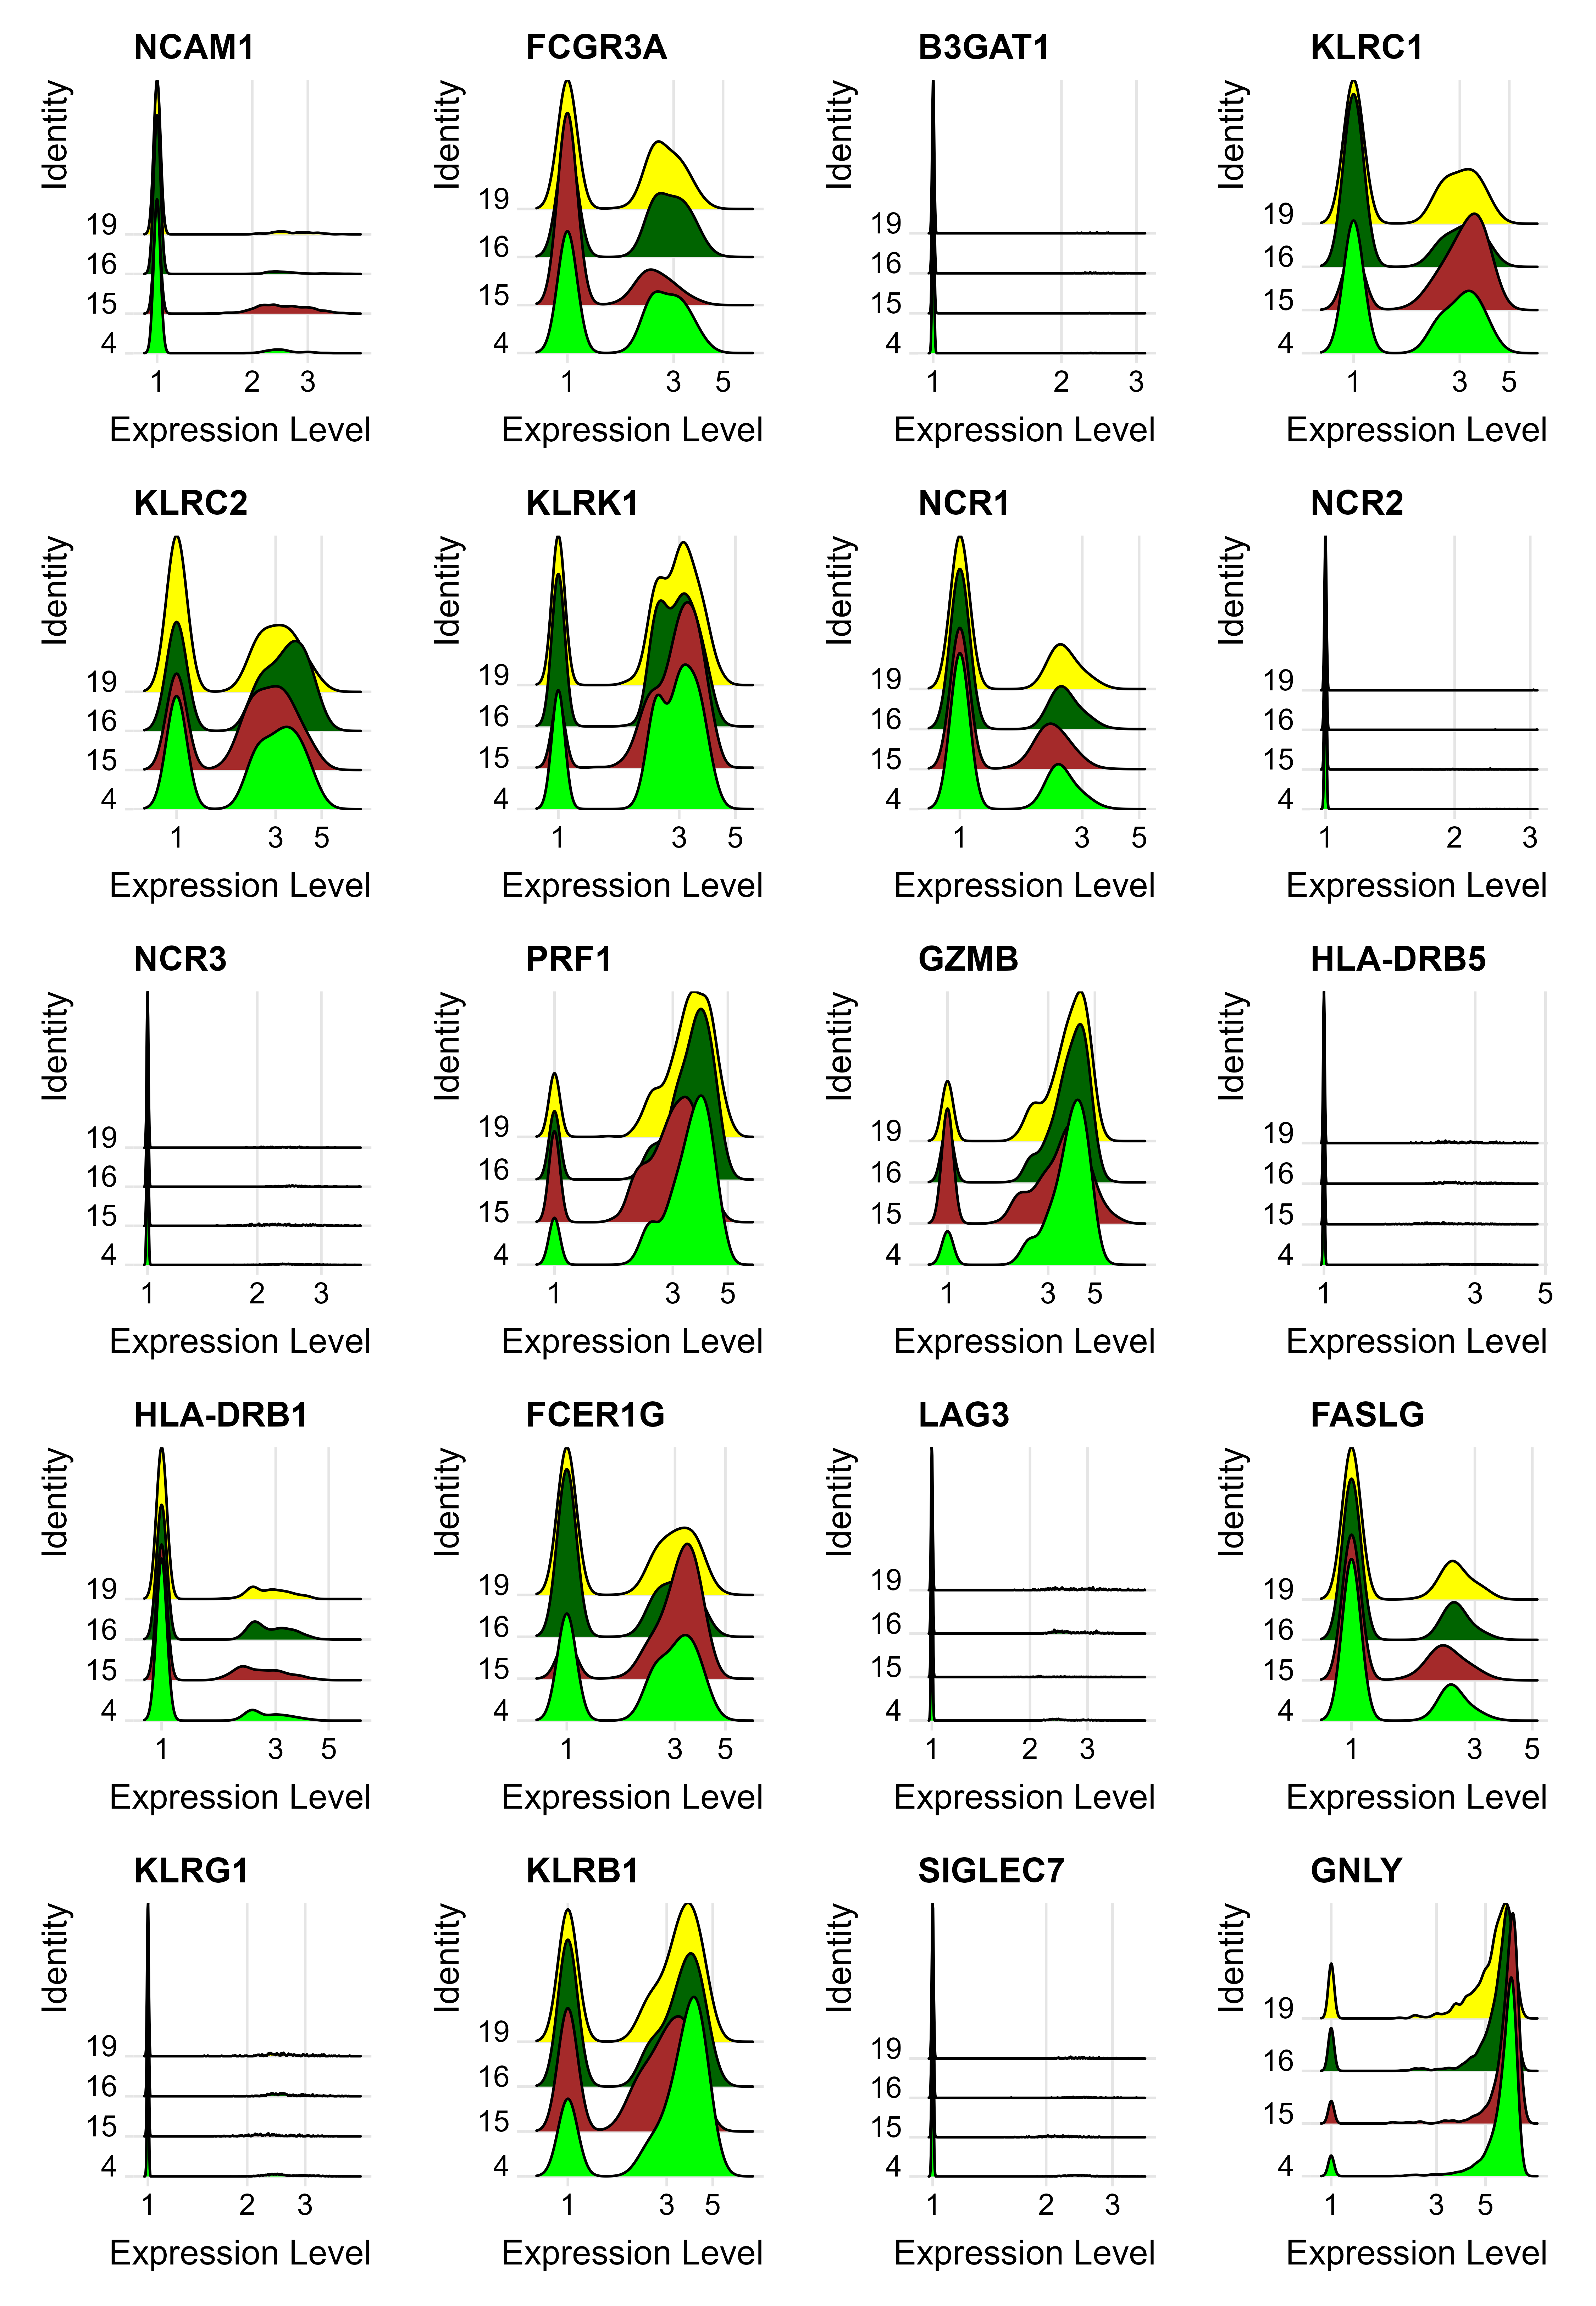 NCAM1 FCGR3A B3GAT1 KLRC1
Identity Identity Identity Identity
19 19 19 19
16 16 16 16
15 15 15 15
4 4 4 4
1 2 3 1 3 5 1 2 3 1 3 5
Expression Level Expression Level Expression Level Expression Level
KLRC2 KLRK1 NCR1 NCR2
Identity Identity Identity Identity
19 19 19 19
16 16 16 16
15 15 15 15
4 4 4 4
1 3 5 1 3 5 1 3 5 1 2 3
Expression Level Expression Level Expression Level Expression Level
NCR3 PRF1 GZMB HLA-DRB5
Identity Identity Identity Identity
19 19 19 19
16 16 16 16
15 15 15 15
4 4 4 4
1 2 3 1 3 5 1 3 5 1 3 5
Expression Level Expression Level Expression Level Expression Level
HLA-DRB1 FCER1G LAG3 FASLG
Identity Identity Identity Identity
19 19 19 19
16 16 16 16
15 15 15 15
4 4 4 4
1 3 5 1 3 5 1 2 3 1 3 5
Expression Level Expression Level Expression Level Expression Level
KLRG1 KLRB1 SIGLEC7 GNLY
Identity Identity Identity Identity
19 19 19 19
16 16 16 16
15 15 15 15
4 4 4 4
1 2 3 1 3 5 1 2 3 1 3 5
Expression Level Expression Level Expression Level Expression Level